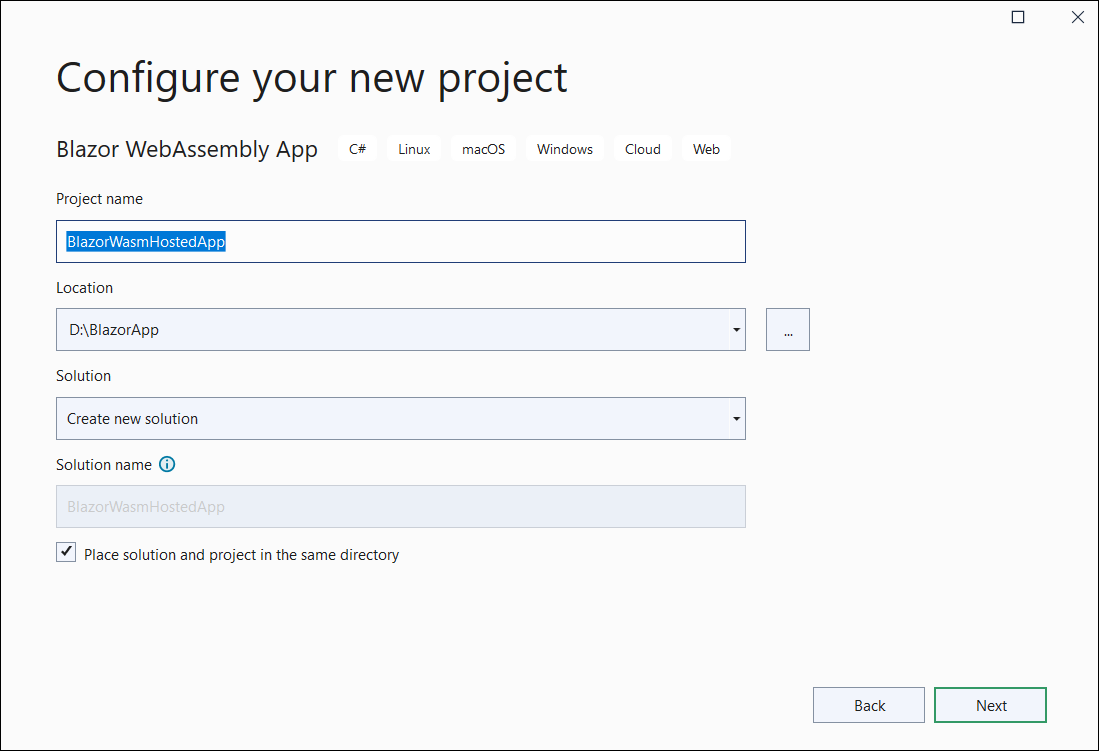 Configure your new project
Blazor WebAssembly App C# Linux macOS Windows Cloud Web
Project name
BlazorWasmHostedApp
Location
D:\BlazorApp
...
Solution
Create new solution
Solution name
BlazorWasmHostedApp
Place solution and project in the same directory
Back Next